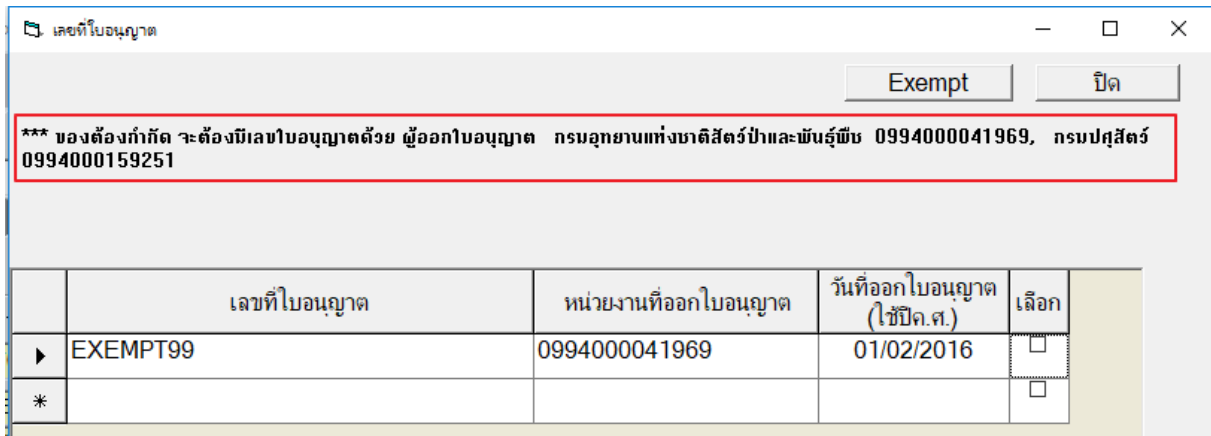 เลขที่ใบอนุญาต
Exempt ปิด
*** ของต้องกำกัด จะต้องมีเลขใบอนุญาตด้วย ผู้ออกใบอนุญาต กรมอุทยานแห่งชาติสัตว์ป่าและพันธุ์พืช 0994000041969, กรมปศุสัตว์
0994000159251
เลขที่ใบอนุญาต หน่วยงานที่ออกใบอนุญาต วันที่ออกใบอนุญาต เลือก
(ใช้ปีค.ศ.)
EXEMPT99 0994000041969 01/02/2016